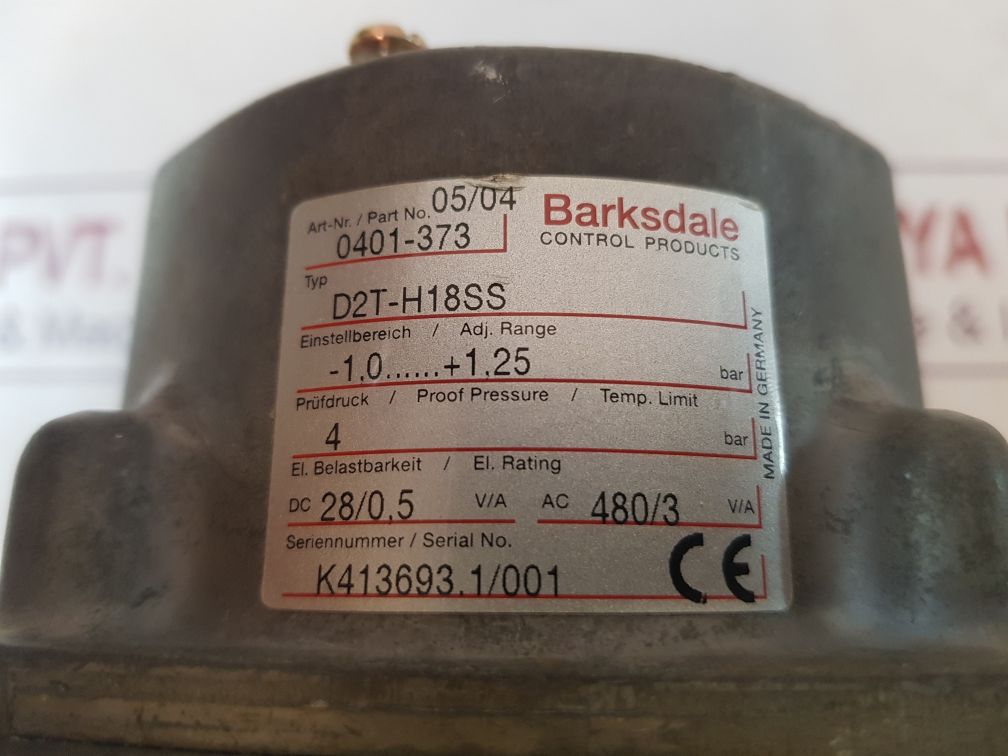 05/04
Art-Nr. / Part No.
0401-373
Barksdale
CONTROL PRODUCTS
Typ
D2T-H18SS
Einstellbereich / Adj. Range
-1,0......+1,25 bar
Prüfdruck / Proof Pressure / Temp. Limit
4 bar
El. Belastbarkeit / El. Rating
DC 28/0,5 V/A AC 480/3 V/A
Seriennummer / Serial No.
K413693.1/001
CE
MADE IN GERMANY
PVT.
YA
&
&